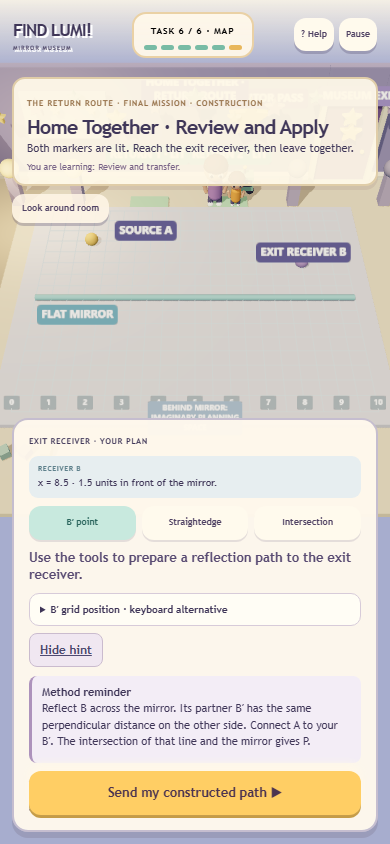 FIND LUMI!
MIRROR MUSEUM
TASK 6 / 6 • MAP
? Help
Pause
THE RETURN ROUTE • FINAL MISSION • CONSTRUCTION
Home Together • Review and Apply
Both markers are lit. Reach the exit receiver, then leave together.
You are learning: Review and transfer.
Look around room
SOURCE A
EXIT RECEIVER B
FLAT MIRROR
0 1 2 3 4 5 6 7 8 9 10
BEHIND MIRROR:
IMAGINARY PLANNING
EXIT RECEIVER • YOUR PLAN
RECEIVER B
x = 8.5 · 1.5 units in front of the mirror.
B′ point
Straightedge
Intersection
Use the tools to prepare a reflection path to the exit
receiver.
▶ B′ grid position • keyboard alternative
Hide hint
Method reminder
Reflect B across the mirror. Its partner B′ has the same
perpendicular distance on the other side. Connect A to your
B′. The intersection of that line and the mirror gives P.
Send my constructed path ▶